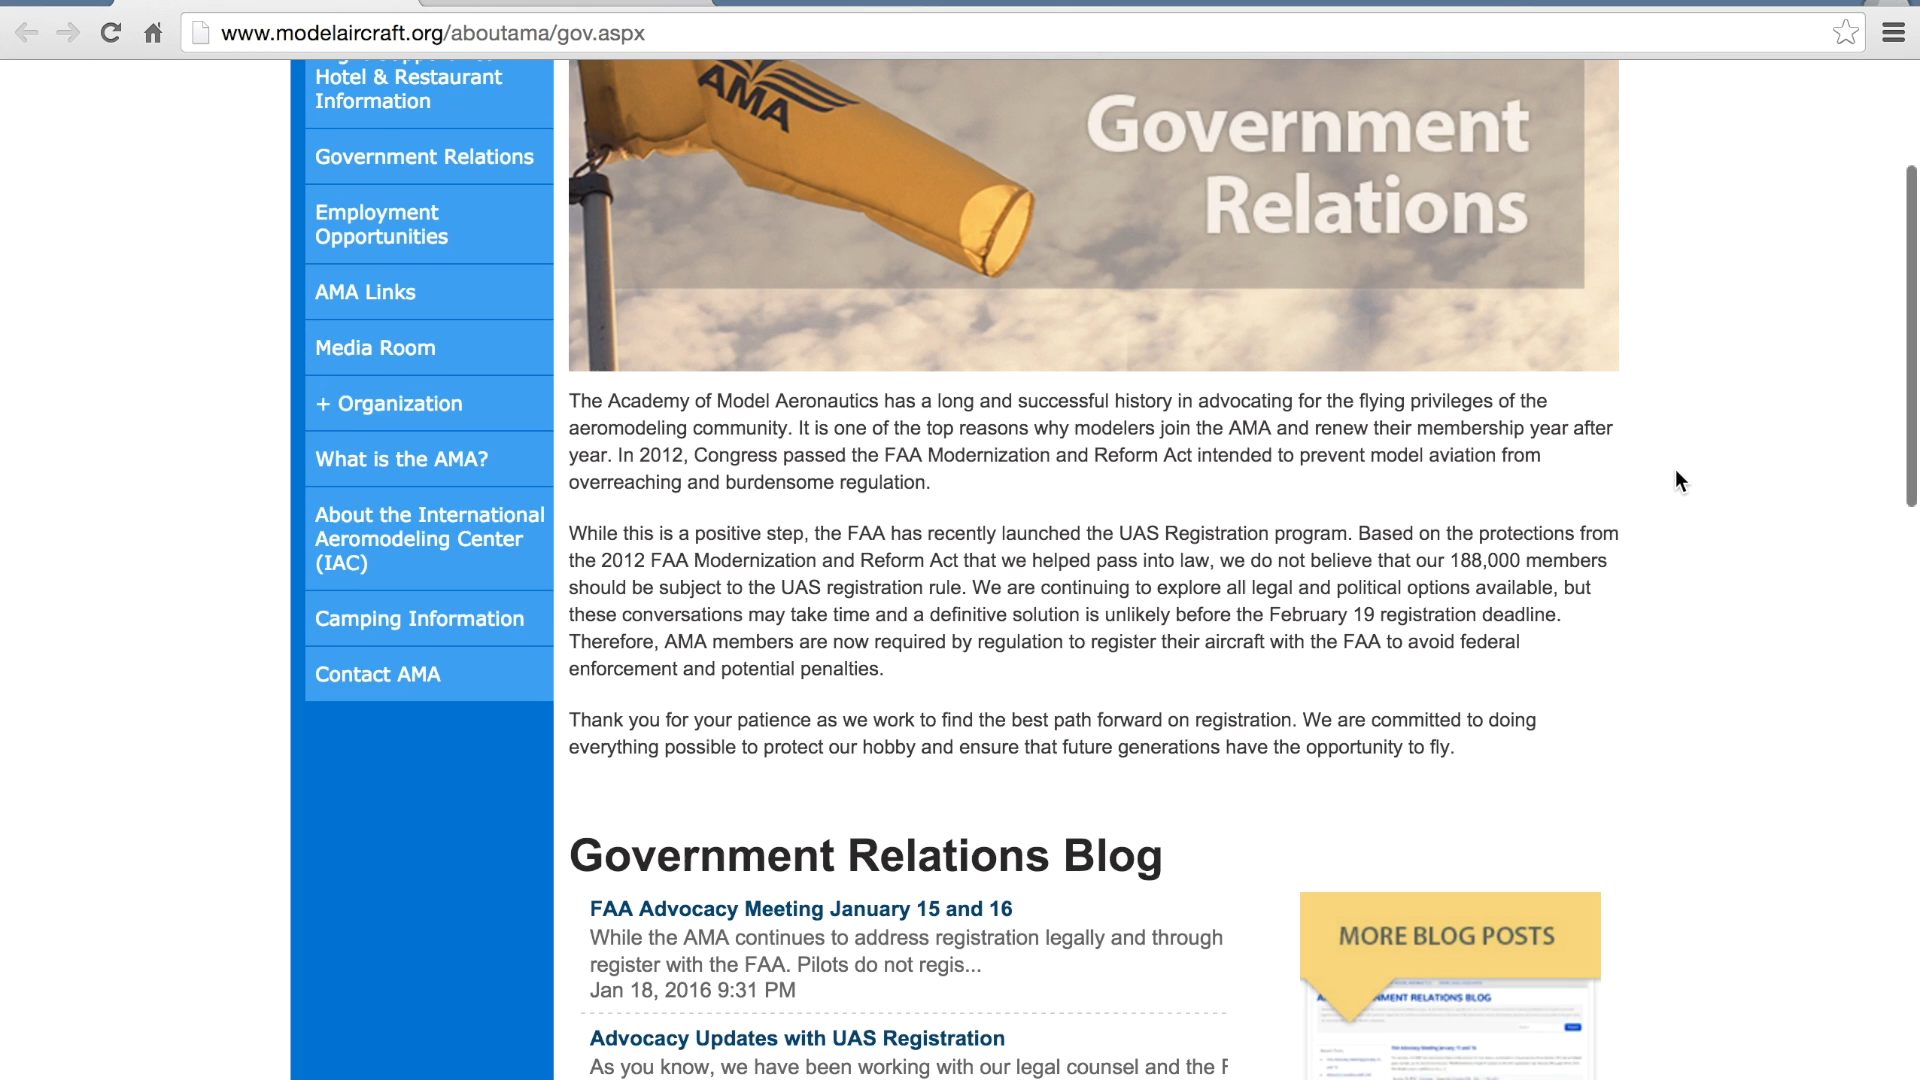 www.modelaircraft.org/aboutama/gov.aspx
Hotel & Restaurant
Information
Government Relations
Employment
Opportunities
AMA Links
Media Room
+ Organization
What is the AMA?
About the International
Aeromodeling Center
(IAC)
Camping Information
Contact AMA
AMA
Government
Relations
The Academy of Model Aeronautics has a long and successful history in advocating for the flying privileges of the
aeromodeling community. It is one of the top reasons why modelers join the AMA and renew their membership year after
year. In 2012, Congress passed the FAA Modernization and Reform Act intended to prevent model aviation from
overreaching and burdensome regulation.
While this is a positive step, the FAA has recently launched the UAS Registration program. Based on the protections from
the 2012 FAA Modernization and Reform Act that we helped pass into law, we do not believe that our 188,000 members
should be subject to the UAS registration rule. We are continuing to explore all legal and political options available, but
these conversations may take time and a definitive solution is unlikely before the February 19 registration deadline.
Therefore, AMA members are now required by regulation to register their aircraft with the FAA to avoid federal
enforcement and potential penalties.
Thank you for your patience as we work to find the best path forward on registration. We are committed to doing
everything possible to protect our hobby and ensure that future generations have the opportunity to fly.
Government Relations Blog
FAA Advocacy Meeting January 15 and 16
While the AMA continues to address registration legally and through
register with the FAA. Pilots do not regis...
Jan 18, 2016 9:31 PM
Advocacy Updates with UAS Registration
As you know, we have been working with our legal counsel and the
MORE BLOG POSTS
RELATIONS BLOG